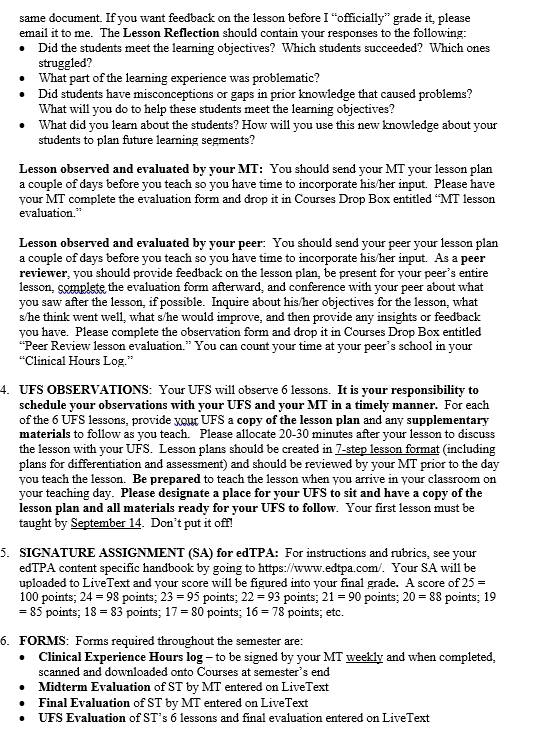 same document. If you want feedback on the lesson before I “officially” grade it, please
email it to me. The Lesson Reflection should contain your responses to the following:
• Did the students meet the learning objectives? Which students succeeded? Which ones
struggled?
• What part of the learning experience was problematic?
• Did students have misconceptions or gaps in prior knowledge that caused problems?
What will you do to help these students meet the learning objectives?
• What did you learn about the students? How will you use this new knowledge about your
students to plan future learning segments?
Lesson observed and evaluated by your MT: You should send your MT your lesson plan
a couple of days before you teach so you have time to incorporate his/her input. Please have
your MT complete the evaluation form and drop it in Courses Drop Box entitled “MT lesson
evaluation.”
Lesson observed and evaluated by your peer: You should send your peer your lesson plan
a couple of days before you teach so you have time to incorporate his/her input. As a peer
reviewer, you should provide feedback on the lesson plan, be present for your peer’s entire
lesson, complete the evaluation form afterward, and conference with your peer about what
you saw after the lesson, if possible. Inquire about his/her objectives for the lesson, what
s/he think went well, what s/he would improve, and then provide any insights or feedback
you have. Please complete the observation form and drop it in Courses Drop Box entitled
“Peer Review lesson evaluation.” You can count your time at your peer’s school in your
“Clinical Hours Log.”
4. UFS OBSERVATIONS: Your UFS will observe 6 lessons. It is your responsibility to
schedule your observations with your UFS and your MT in a timely manner. For each
of the 6 UFS lessons, provide your UFS a copy of the lesson plan and any supplementary
materials to follow as you teach. Please allocate 20-30 minutes after your lesson to discuss
the lesson with your UFS. Lesson plans should be created in 7-step lesson format (including
plans for differentiation and assessment) and should be reviewed by your MT prior to the day
you teach the lesson. Be prepared to teach the lesson when you arrive in your classroom on
your teaching day. Please designate a place for your UFS to sit and have a copy of the
lesson plan and all materials ready for your UFS to follow. Your first lesson must be
taught by September 14. Don’t put it off!
5. SIGNATURE ASSIGNMENT (SA) for edTPA: For instructions and rubrics, see your
edTPA content specific handbook by going to https://www.edtpa.com/. Your SA will be
uploaded to LiveText and your score will be figured into your final grade. A score of 25 =
100 points; 24 = 98 points; 23 = 95 points; 22 = 93 points; 21 = 90 points; 20 = 88 points; 19
= 85 points; 18 = 83 points; 17 = 80 points; 16 = 78 points; etc.
6. FORMS: Forms required throughout the semester are:
• Clinical Experience Hours log – to be signed by your MT weekly and when completed,
scanned and downloaded onto Courses at semester’s end
• Midterm Evaluation of ST by MT entered on LiveText
• Final Evaluation of ST by MT entered on LiveText
• UFS Evaluation of ST’s 6 lessons and final evaluation entered on LiveText